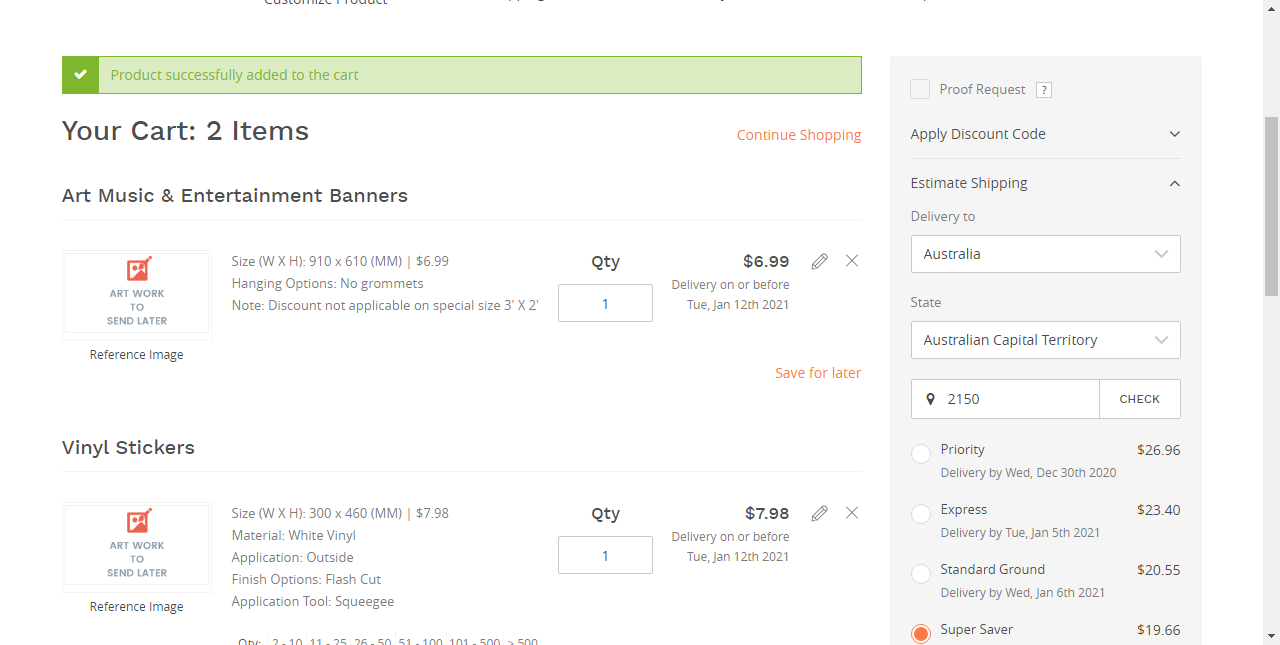 Customize Product
Product successfully added to the cart
Your Cart: 2 Items
Continue Shopping
Art Music & Entertainment Banners
ART WORK
TO
SEND LATER
Reference Image
Size (W X H): 910 x 610 (MM) | $6.99
Hanging Options: No grommets
Note: Discount not applicable on special size 3' X 2'
Qty
1
$6.99
Delivery on or before
Tue, Jan 12th 2021
Save for later
Vinyl Stickers
ART WORK
TO
SEND LATER
Reference Image
Size (W X H): 300 x 460 (MM) | $7.98
Material: White Vinyl
Application: Outside
Finish Options: Flash Cut
Application Tool: Squeegee
Qty: 2 - 10 11 - 25 26 - 50 51 - 100 101 - 500 > 500
Qty
1
$7.98
Delivery on or before
Tue, Jan 12th 2021
Proof Request ?
Apply Discount Code
Estimate Shipping
Delivery to
Australia
State
Australian Capital Territory
2150 CHECK
Priority $26.96
Delivery by Wed, Dec 30th 2020
Express $23.40
Delivery by Tue, Jan 5th 2021
Standard Ground $20.55
Delivery by Wed, Jan 6th 2021
Super Saver $19.66